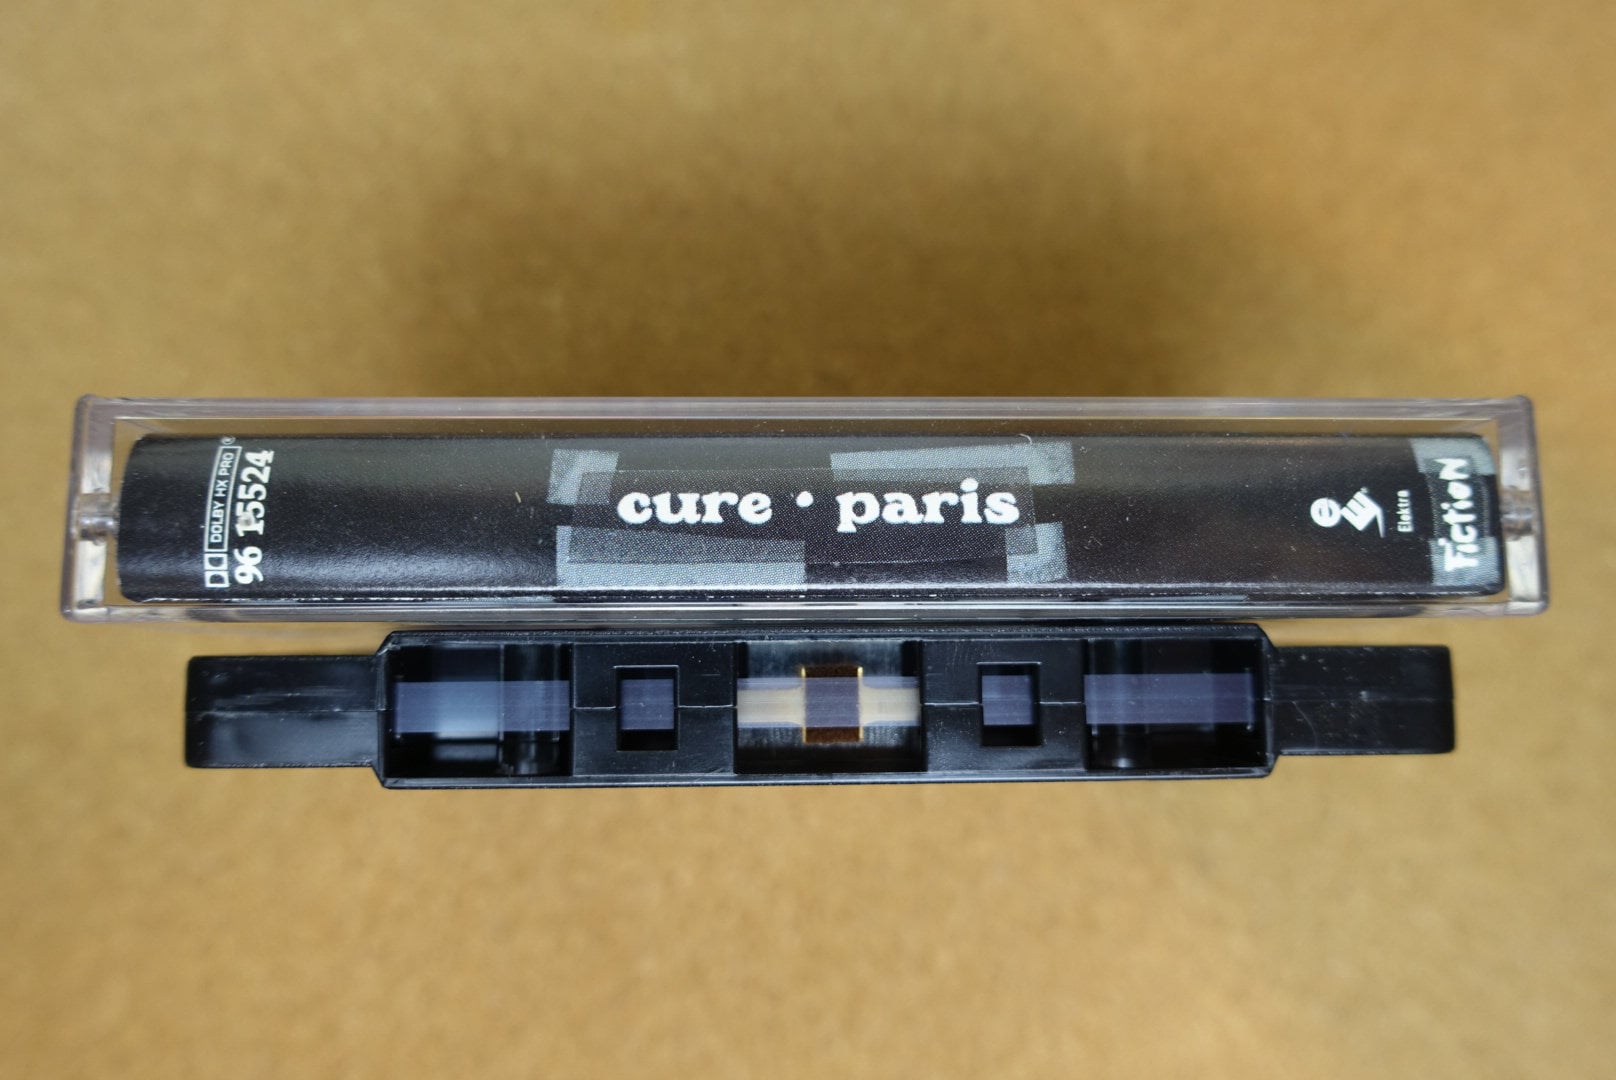 DOLBY HX PRO®
96 15524
cure • paris
e
Elektra
Fiction